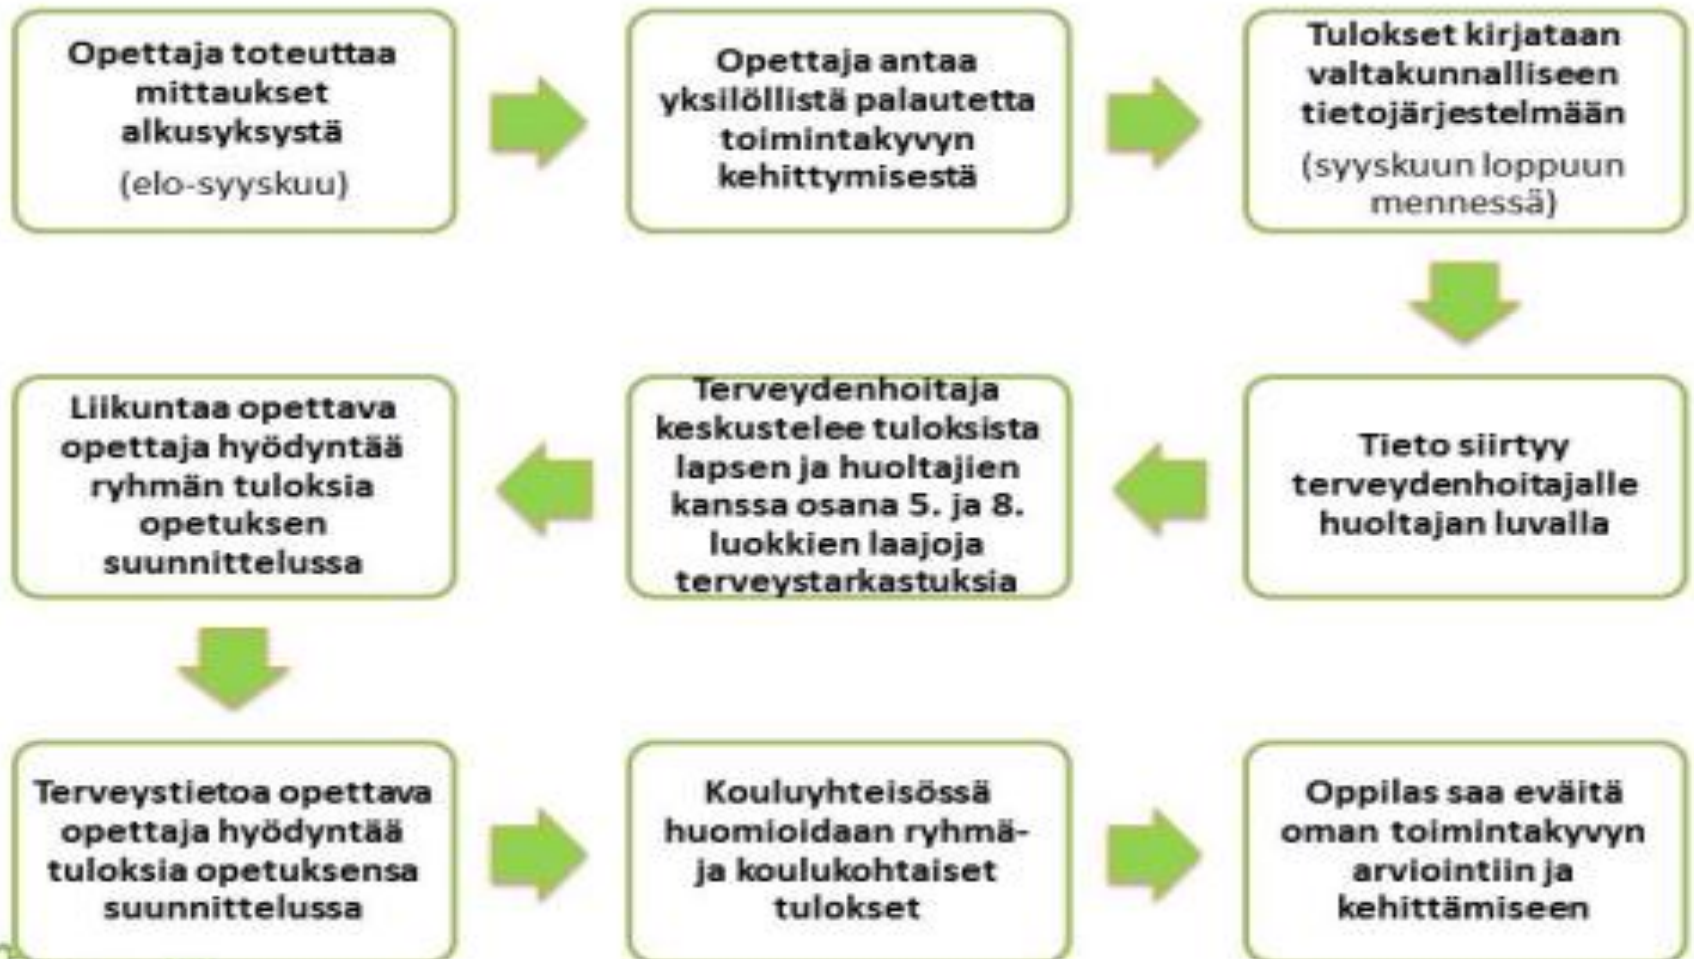 Opettaja toteuttaa
mittaukset
alkusyksystä
(elo-syyskuu)
Opettaja antaa
yksilöllistä palautetta
toimintakyvyn
kehittymisestä
Tulokset kirjataan
valtakunnalliseen
tietojärjestelmään
(syyskuun loppuun
mennessä)
Tieto siirtyy
terveydenhoitajalle
huoltajan luvalla
Terveydenhoitaja
keskustelee tuloksista
lapsen ja huoltajien
kanssa osana 5. ja 8.
luokkien laajoja
terveystarkastuksia
Liikuntaa opettava
opettaja hyödyntää
ryhmän tuloksia
opetuksen
suunnittelussa
Terveystietoa opettava
opettaja hyödyntää
tuloksia opetuksensa
suunnittelussa
Kouluyhteisössä
huomioidaan ryhmä-
ja koulukohtaiset
tulokset
Oppilas saa eväitä
oman toimintakyvyn
arviointiin ja
kehittämiseen